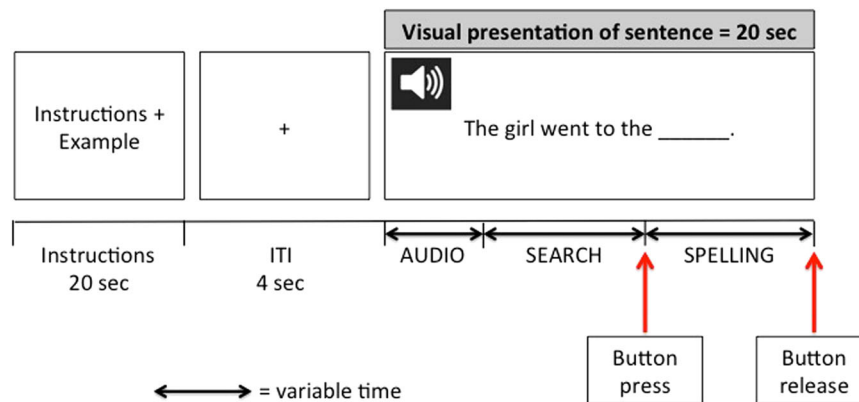 Visual presentation of sentence = 20 sec
Instructions +
Example
+
The girl went to the ______.
Instructions
20 sec
ITI
4 sec
AUDIO
SEARCH
SPELLING
Button
press
Button
release
= variable time